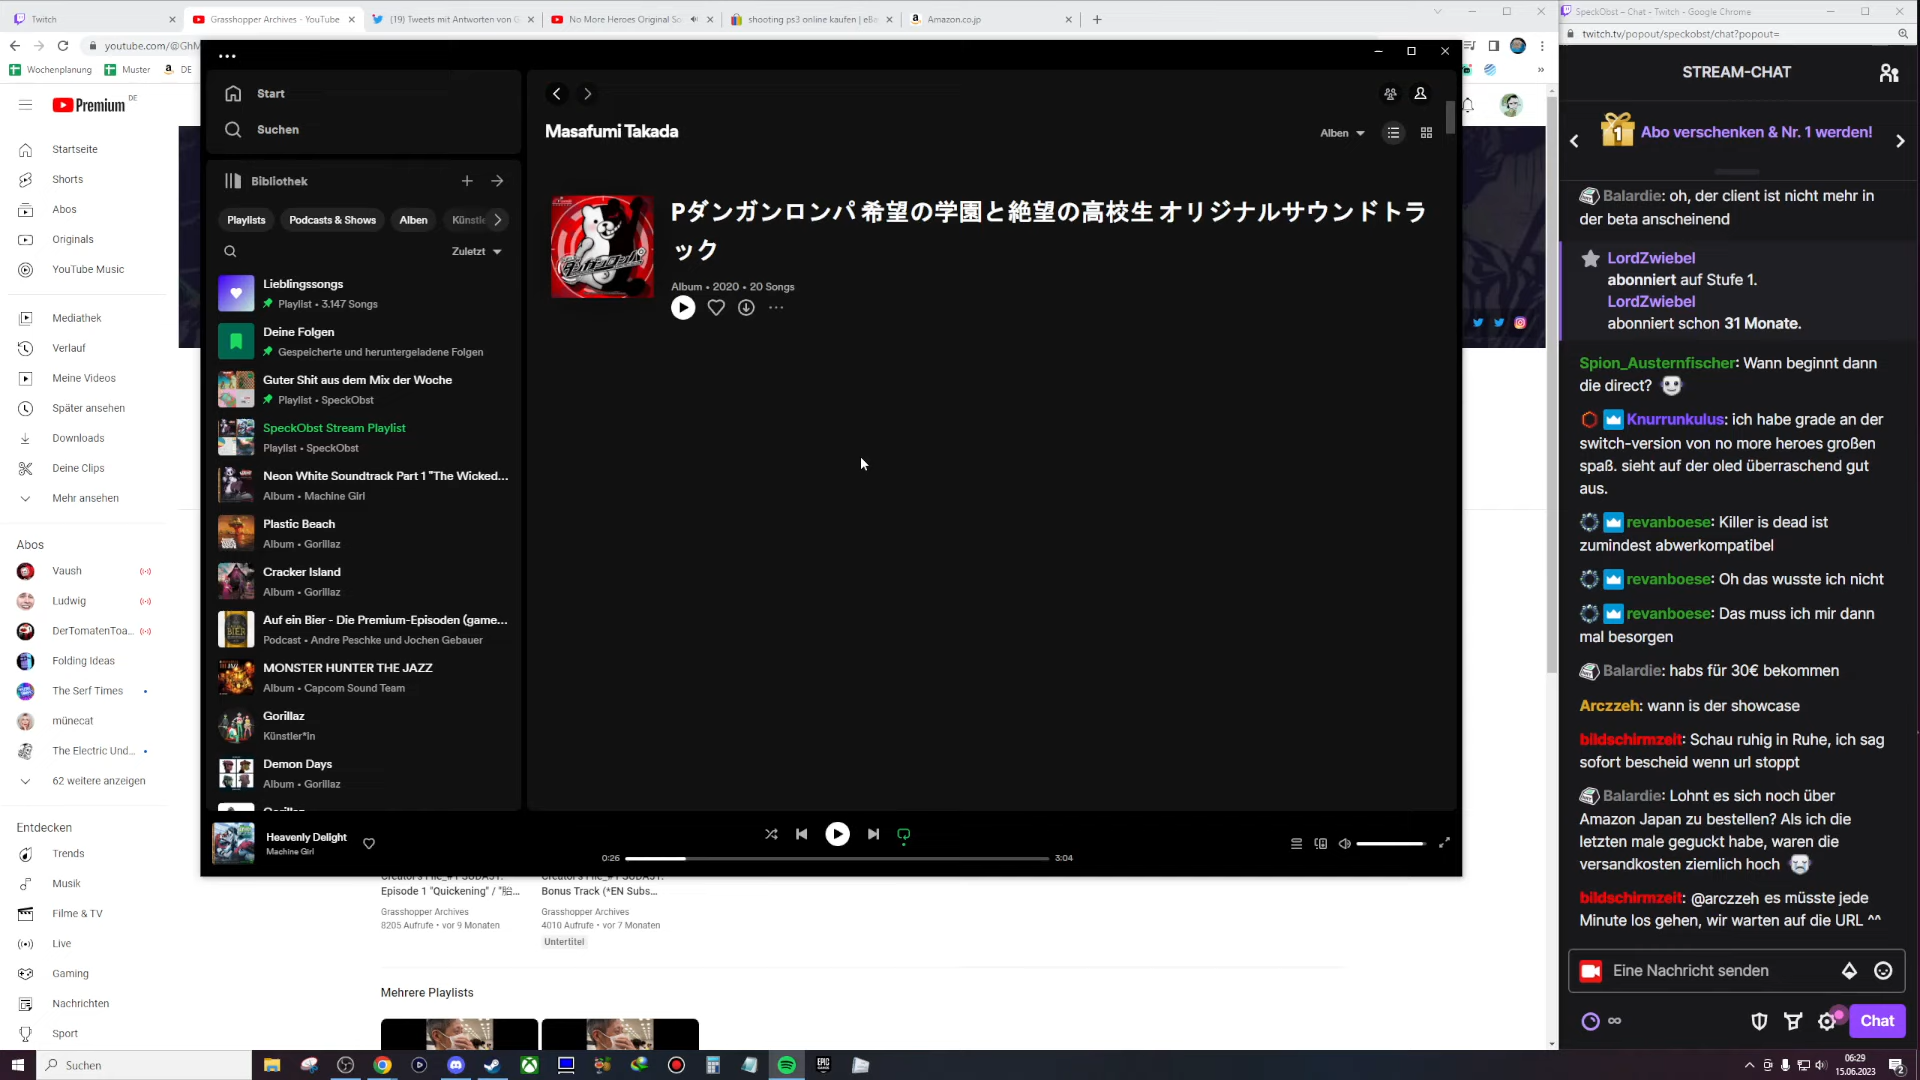 Twitch
Grasshopper Archives - YouTube
(19) Tweets mit Antworten von G
No More Heroes Original So
shooting ps3 online kaufen | eB
Amazon.co.jp
SpeckObst – Chat - Twitch - Google Chrome
youtube.com/@GhM
twitch.tv/popout/speckobst/chat?popout=
Wochenplanung
Muster
DE
Premium DE
Startseite
Shorts
Abos
Originals
YouTube Music
Mediathek
Verlauf
Meine Videos
Später ansehen
Downloads
Deine Clips
Mehr ansehen
Abos
Vaush
Ludwig
DerTomatenToa...
Folding Ideas
The Serf Times
münecat
The Electric Und...
62 weitere anzeigen
Entdecken
Trends
Musik
Filme & TV
Live
Gaming
Nachrichten
Sport
Start
Suchen
Bibliothek
Playlists
Podcasts & Shows
Alben
Künstle
Zuletzt
Lieblingssongs
Playlist • 3.147 Songs
Deine Folgen
Gespeicherte und heruntergeladene Folgen
Guter Shit aus dem Mix der Woche
Playlist • SpeckObst
SpeckObst Stream Playlist
Playlist • SpeckObst
Neon White Soundtrack Part 1 "The Wicked...
Album • Machine Girl
Plastic Beach
Album • Gorillaz
Cracker Island
Album • Gorillaz
Auf ein Bier - Die Premium-Episoden (game...
Podcast • Andre Peschke und Jochen Gebauer
MONSTER HUNTER THE JAZZ
Album • Capcom Sound Team
Gorillaz
Künstler*in
Demon Days
Album • Gorillaz
Masafumi Takada
Alben
Pダンガンロンパ 希望の学園と絶望の高校生 オリジナルサウンドトラ
ック
Album • 2020 • 20 Songs
Heavenly Delight
Machine Girl
0:26
3:04
Episode 1 "Quickening" / "胎...
Grasshopper Archives
8205 Aufrufe • vor 9 Monaten
Bonus Track (*EN Subs...
Grasshopper Archives
4010 Aufrufe • vor 7 Monaten
Untertitel
Mehrere Playlists
STREAM-CHAT
1
Abo verschenken & Nr. 1 werden!
Balardie: oh, der client ist nicht mehr in
der beta anscheinend
LordZwiebel
abonniert auf Stufe 1.
LordZwiebel
abonniert schon 31 Monate.
Spion_Austernfischer: Wann beginnt dann
die direct?
Knurrunkulus: ich habe grade an der
switch-version von no more heroes großen
spaß. sieht auf der oled überraschend gut
aus.
revanboese: Killer is dead ist
zumindest abwerkompatibel
revanboese: Oh das wusste ich nicht
revanboese: Das muss ich mir dann
mal besorgen
Balardie: habs für 30€ bekommen
Arczzeh: wann is der showcase
bildschirmzeit: Schau ruhig in Ruhe, ich sag
sofort bescheid wenn url stoppt
Balardie: Lohnt es sich noch über
Amazon Japan zu bestellen? Als ich die
letzten male geguckt habe, waren die
versandkosten ziemlich hoch
bildschirmzeit: @arczzeh es müsste jede
Minute los gehen, wir warten auf die URL ^^
Eine Nachricht senden
Chat
Suchen
06:29
15.06.2023